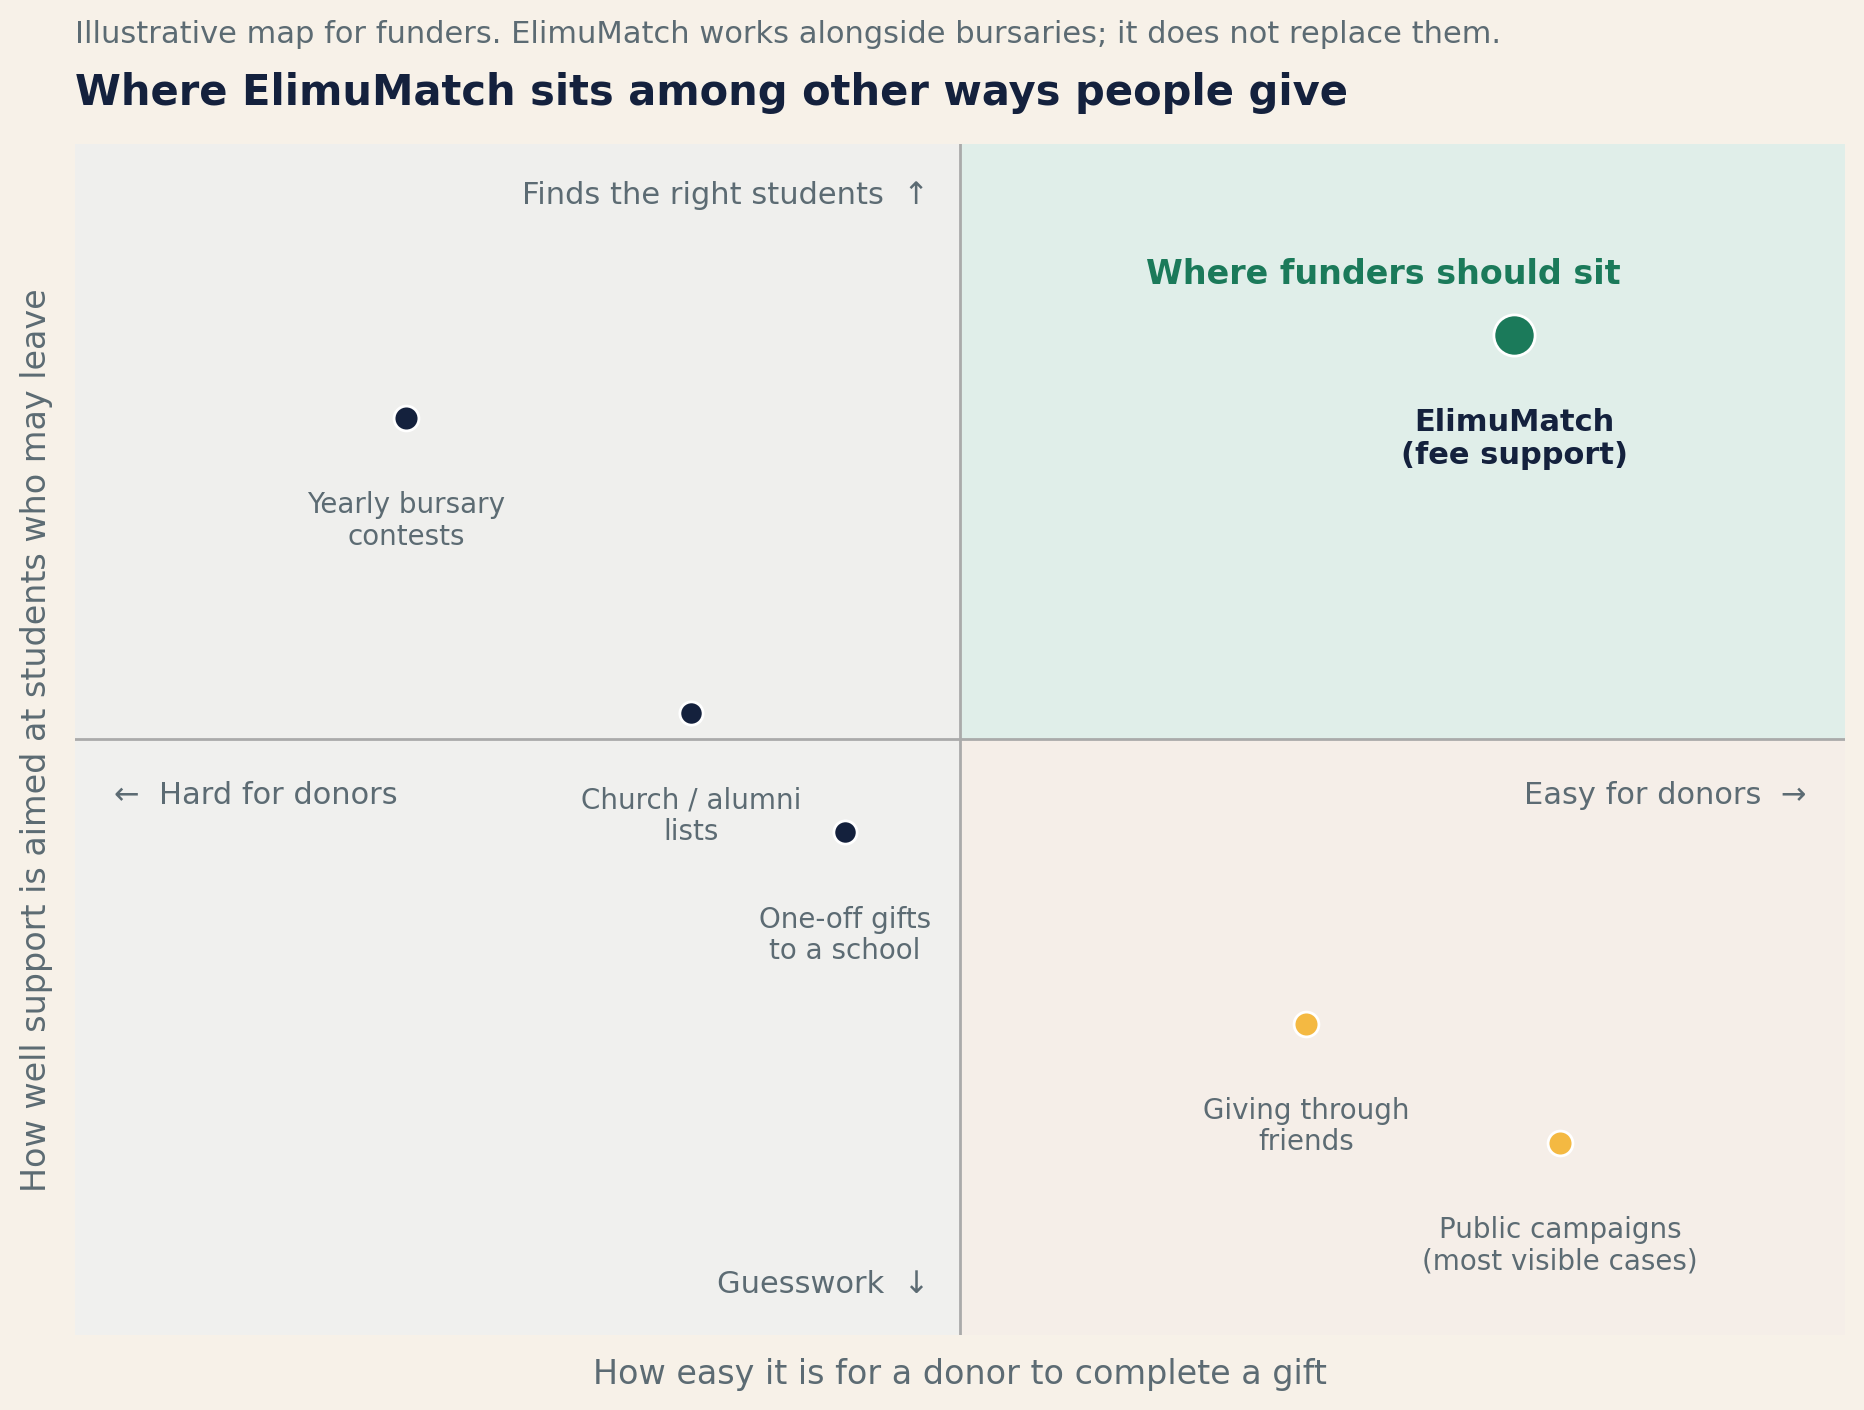 Illustrative map for funders. ElimuMatch works alongside bursaries; it does not replace them.
Where ElimuMatch sits among other ways people give
How well support is aimed at students who may leave
Finds the right students ↑
Where funders should sit
ElimuMatch
(fee support)
Yearly bursary
contests
← Hard for donors
Easy for donors →
Church / alumni
lists
One-off gifts
to a school
Giving through
friends
Public campaigns
(most visible cases)
Guesswork ↓
How easy it is for a donor to complete a gift